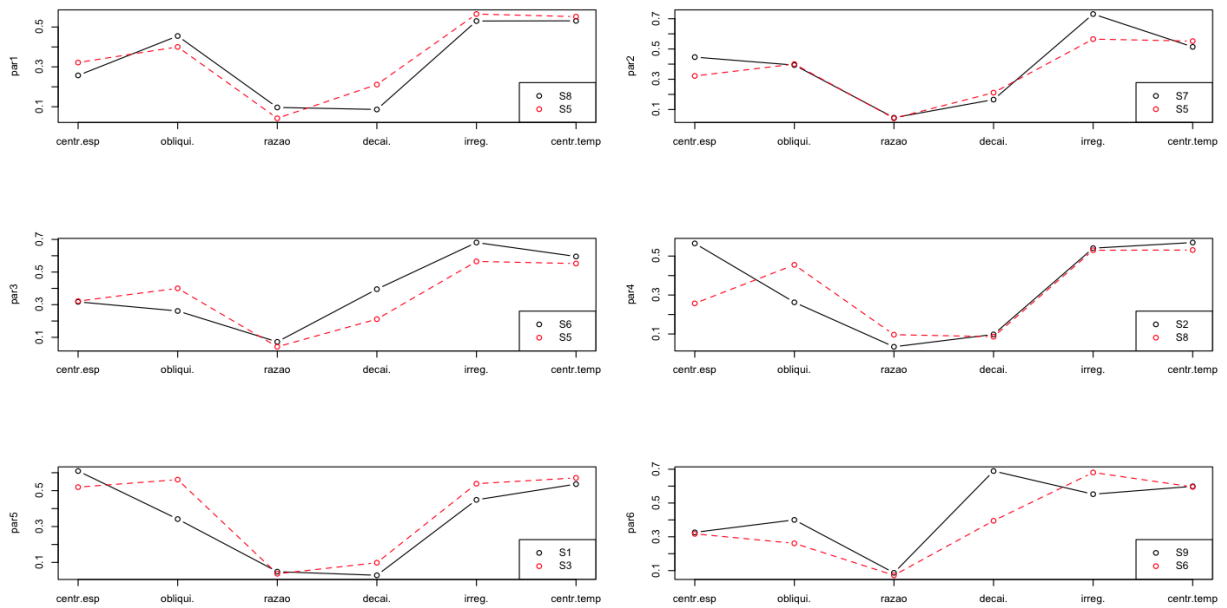 par1
0.5
0.3
0.1
S8
S5
centr.esp obliqui. razao decai. irreg. centr.temp
par2
0.7
0.5
0.3
0.1
S7
S5
centr.esp obliqui. razao decai. irreg. centr.temp
par3
0.7
0.5
0.3
0.1
S6
S5
centr.esp obliqui. razao decai. irreg. centr.temp
par4
0.5
0.3
0.1
S2
S8
centr.esp obliqui. razao decai. irreg. centr.temp
par5
0.5
0.3
0.1
S1
S3
centr.esp obliqui. razao decai. irreg. centr.temp
par6
0.7
0.5
0.3
0.1
S9
S6
centr.esp obliqui. razao decai. irreg. centr.temp